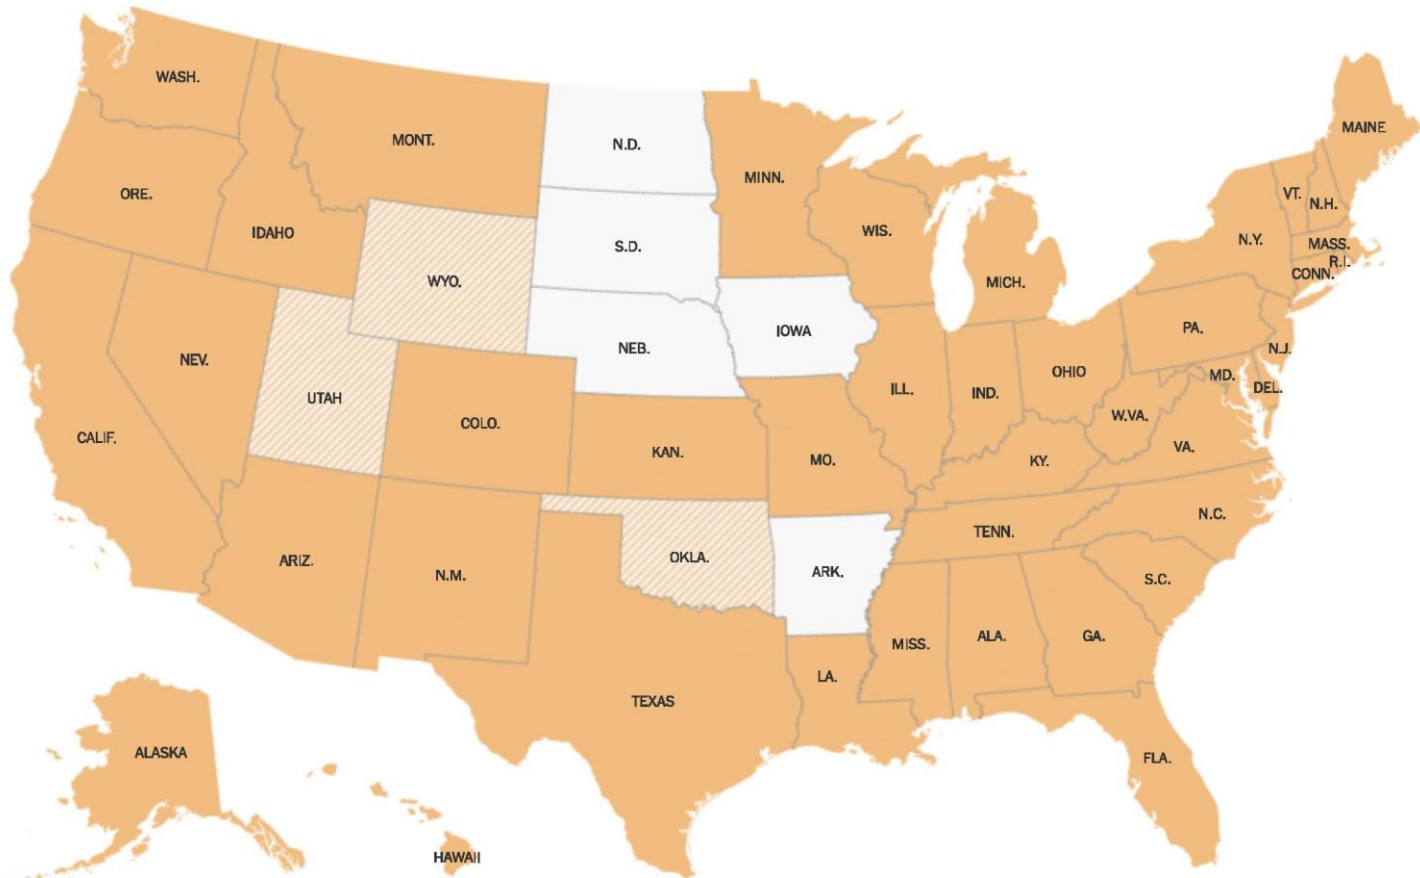 WASH.
MONT.
N.D.
MINN.
MAINE
ORE.
IDAHO
S.D.
WIS.
VT.
N.H.
N.Y.
MASS.
R.I.
CONN.
WYO.
MICH.
IOWA
NEB.
PA.
N.J.
NEV.
UTAH
COLO.
ILL.
IND.
OHIO
MD.
DEL.
CALIF.
KAN.
MO.
KY.
W.VA.
VA.
ARIZ.
N.M.
OKLA.
ARK.
TENN.
N.C.
S.C.
MISS.
ALA.
GA.
LA.
TEXAS
ALASKA
FLA.
HAWAII